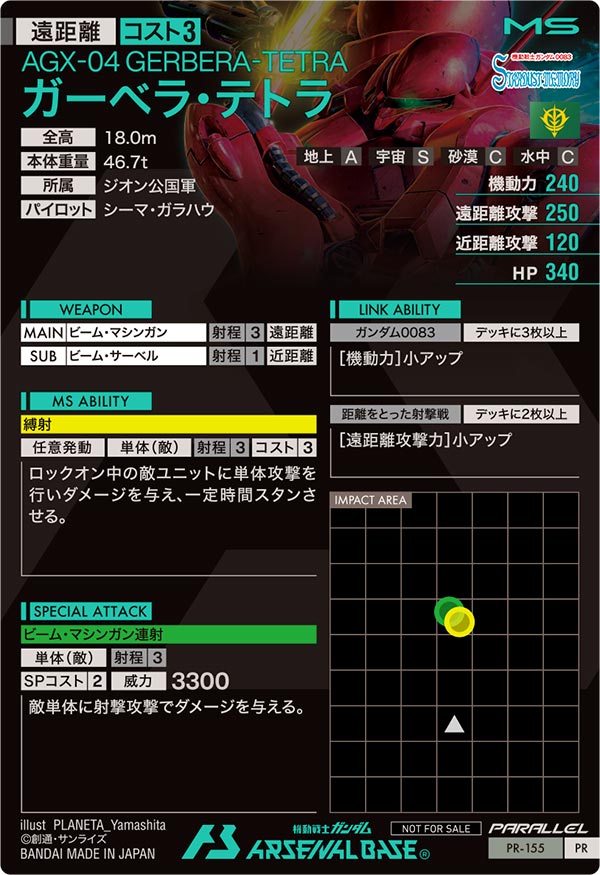 遠距離 コスト3
MS
AGX-04 GERBERA-TETRA
ガーベラ・テトラ
機動戦士ガンダム0083
STARDUST MEMORY
全高 18.0m
本体重量 46.7t
所属 ジオン公国軍
パイロット シーマ・ガラハウ
地上 A 宇宙 S 砂漠 C 水中 C
機動力 240
遠距離攻撃 250
近距離攻撃 120
HP 340
WEAPON
MAIN ビーム・マシンガン 射程 3 遠距離
SUB ビーム・サーベル 射程 1 近距離
MS ABILITY
縛射
任意発動 単体(敵) 射程 3 コスト 3
ロックオン中の敵ユニットに単体攻撃を
行いダメージを与え、一定時間スタンさ
せる。
SPECIAL ATTACK
ビーム・マシンガン連射
単体(敵) 射程 3
SPコスト 2 威力 3300
敵単体に射撃攻撃でダメージを与える。
LINK ABILITY
ガンダム0083 デッキに3枚以上
[機動力]小アップ
距離をとった射撃戦 デッキに2枚以上
[遠距離攻撃力]小アップ
IMPACT AREA
illust PLANETA_Yamashita
©創通・サンライズ
BANDAI MADE IN JAPAN
機動戦士ガンダム
AB ARSENAL BASE®
NOT FOR SALE
PARALLEL
PR-155 PR